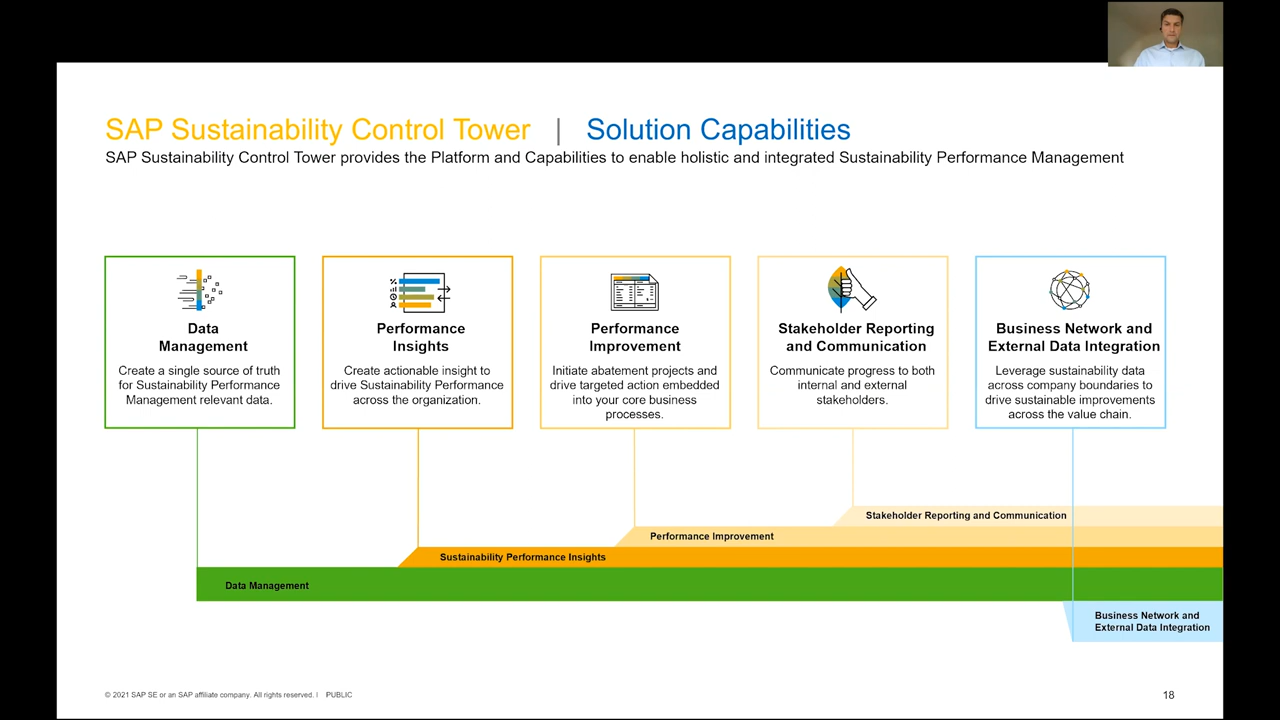 SAP Sustainability Control Tower | Solution Capabilities
SAP Sustainability Control Tower provides the Platform and Capabilities to enable holistic and integrated Sustainability Performance Management
Data
Management
Create a single source of truth
for Sustainability Performance
Management relevant data.
Performance
Insights
Create actionable insight to
drive Sustainability Performance
across the organization.
Performance
Improvement
Initiate abatement projects and
drive targeted action embedded
into your core business
processes.
Stakeholder Reporting
and Communication
Communicate progress to both
internal and external
stakeholders.
Business Network and
External Data Integration
Leverage sustainability data
across company boundaries to
drive sustainable improvements
across the value chain.
Stakeholder Reporting and Communication
Performance Improvement
Sustainability Performance Insights
Data Management
Business Network and
External Data Integration
© 2021 SAP SE or an SAP affiliate company. All rights reserved. | PUBLIC
18